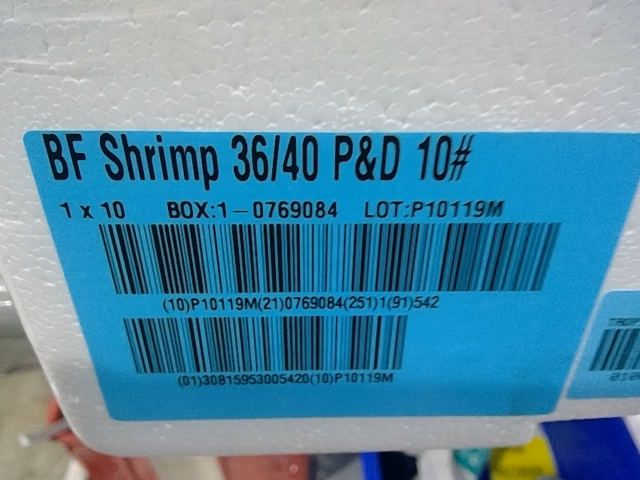 BF Shrimp 36/40 P&D 10#
1 x 10 BOX:1-0769084 LOT:P10119M
(10)P10119M(21)0769084(251)1(91)542
(01)30815953005420(10)P10119M